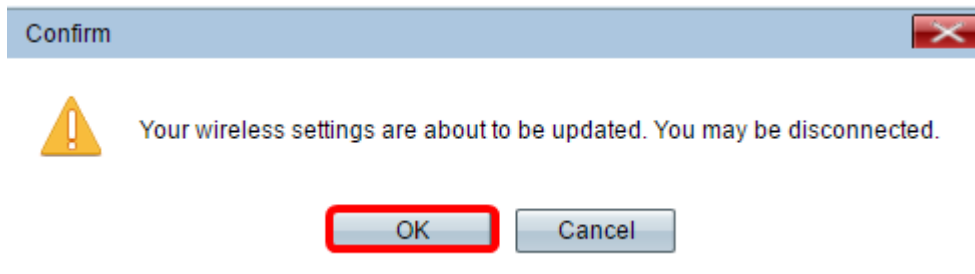 Confirm
Your wireless settings are about to be updated. You may be disconnected.
OK Cancel